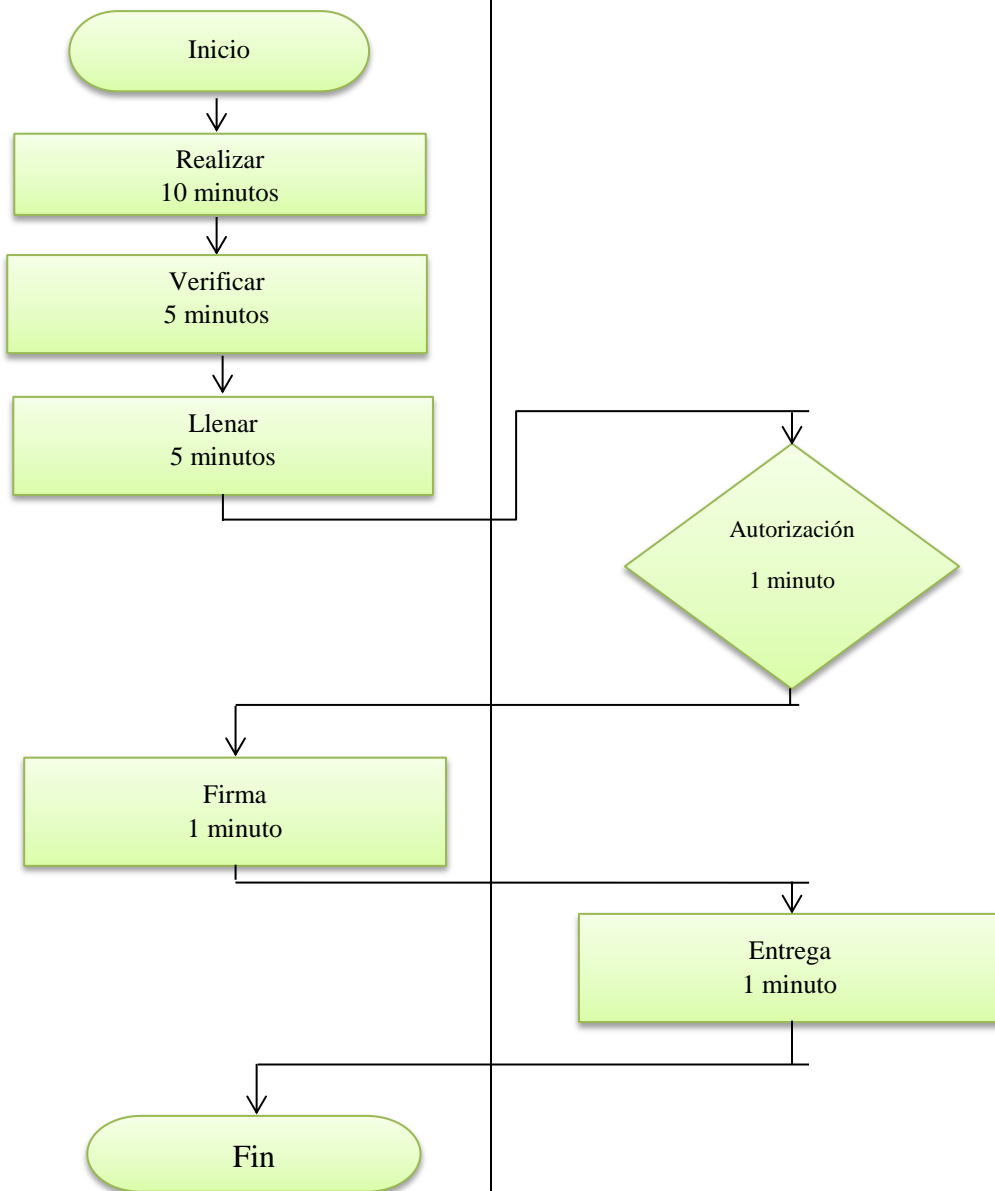 Inicio
Realizar
10 minutos
Verificar
5 minutos
Llenar
5 minutos
Autorización
1 minuto
Firma
1 minuto
Entrega
1 minuto
Fin